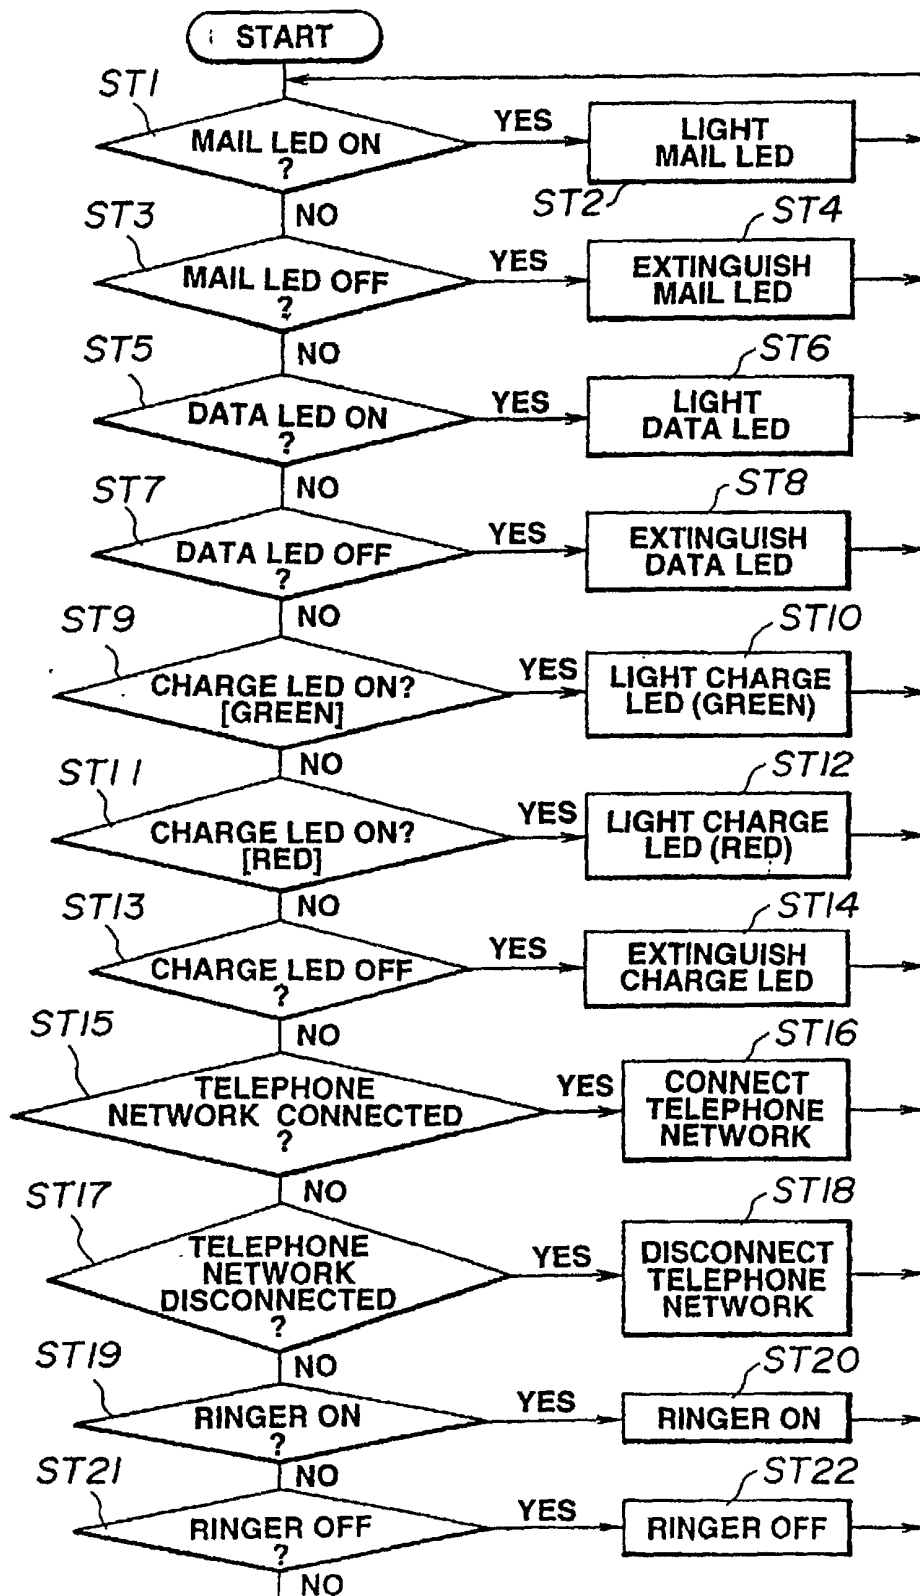 START
ST1
MAIL LED ON
?
YES
LIGHT
MAIL LED
ST2
NO
ST3
MAIL LED OFF
?
YES
ST4
EXTINGUISH
MAIL LED
NO
ST5
DATA LED ON
?
YES
ST6
LIGHT
DATA LED
NO
ST7
DATA LED OFF
?
YES
ST8
EXTINGUISH
DATA LED
NO
ST9
CHARGE LED ON?
[GREEN]
YES
ST10
LIGHT CHARGE
LED (GREEN)
NO
ST11
CHARGE LED ON?
[RED]
YES
ST12
LIGHT CHARGE
LED (RED)
NO
ST13
CHARGE LED OFF
?
YES
ST14
EXTINGUISH
CHARGE LED
NO
ST15
TELEPHONE
NETWORK CONNECTED
?
YES
ST16
CONNECT
TELEPHONE
NETWORK
NO
ST17
TELEPHONE
NETWORK
DISCONNECTED
?
YES
ST18
DISCONNECT
TELEPHONE
NETWORK
NO
ST19
RINGER ON
?
YES
ST20
RINGER ON
NO
ST21
RINGER OFF
?
YES
ST22
RINGER OFF
NO